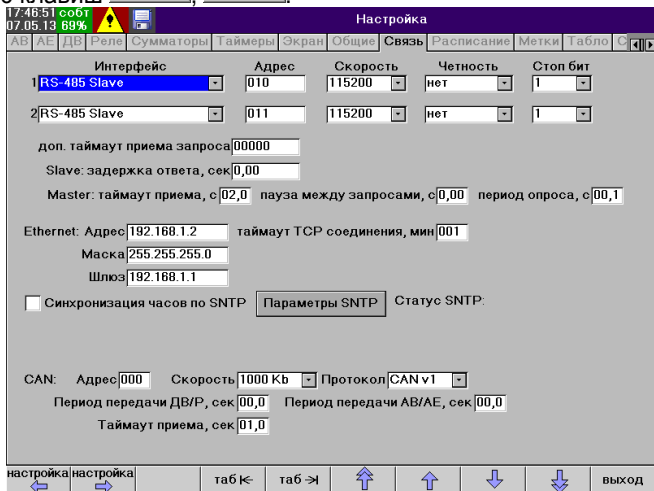 с клавиш , .
17:46:51 собт
07.05.13 69%
Настройка
АВ АЕ ДВ Реле Сумматоры Таймеры Экран Общие Связь Расписание Метки Табло С
Интерфейс Адрес Скорость Четность Стоп бит
1 RS-485 Slave 010 115200 нет 1
2 RS-485 Slave 011 115200 нет 1
доп. таймаут приема запроса 00000
Slave: задержка ответа, сек 0,00
Master: таймаут приема, с 02,0 пауза между запросами, с 0,00 период опроса, с 00,1
Ethernet: Адрес 192.168.1.2 таймаут TCP соединения, мин 001
Маска 255.255.255.0
Шлюз 192.168.1.1
Синхронизация часов по SNTP Параметры SNTP Статус SNTP:
CAN: Адрес 000 Скорость 1000 Kb Протокол CAN v1
Период передачи ДВ/Р, сек 00,0 Период передачи АВ/АЕ, сек 00,0
Таймаут приема, сек 01,0
настройка настройка таб таб выход